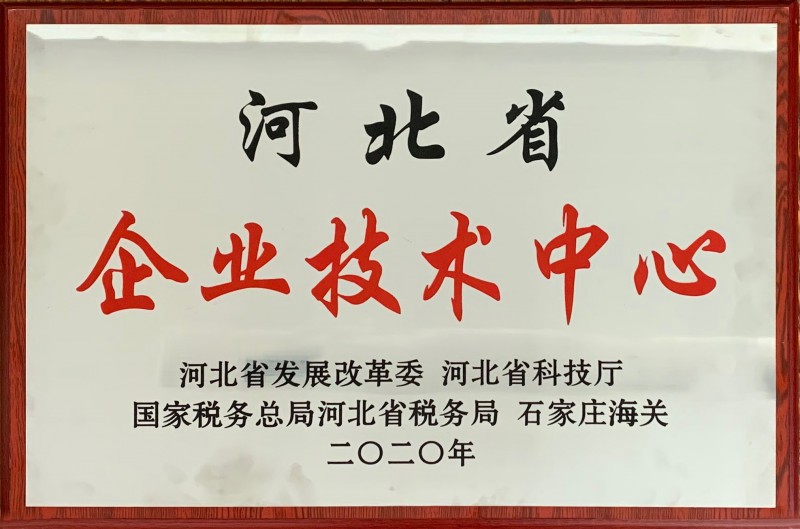 河北省
企业技术中心
河北省发展改革委 河北省科技厅
国家税务总局河北省税务局 石家庄海关
二〇二〇年